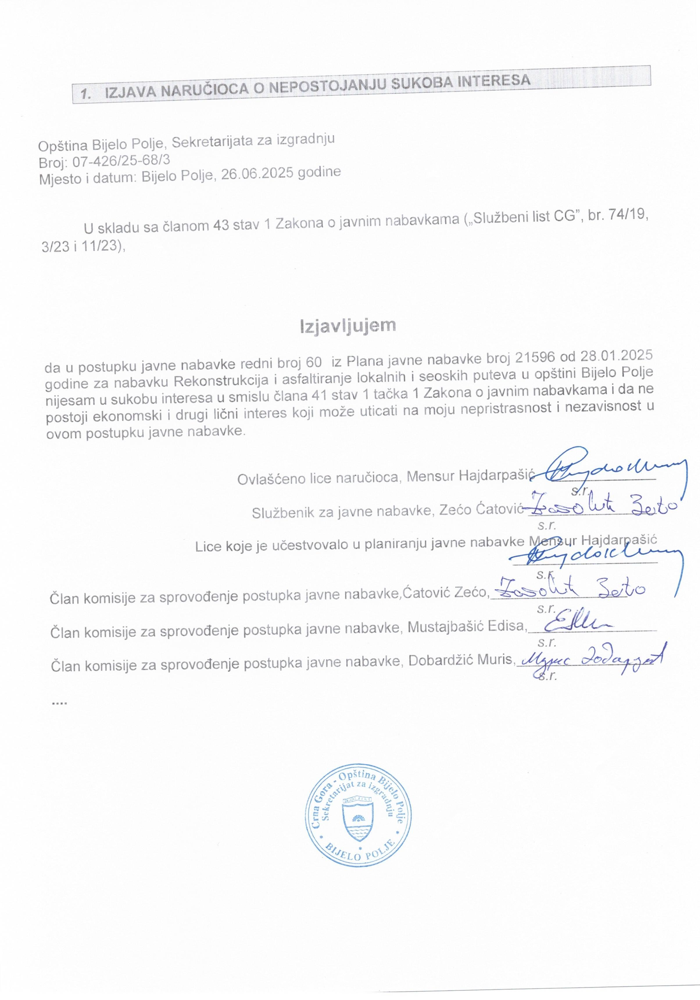 1. IZJAVA NARUČIOCA O NEPOSTOJANJU SUKOBA INTERESA
Opština Bijelo Polje, Sekretarijata za izgradnju
Broj: 07-426/25-68/3
Mjesto i datum: Bijelo Polje, 26.06.2025 godine
U skladu sa članom 43 stav 1 Zakona o javnim nabavkama („Službeni list CG”, br. 74/19,
3/23 i 11/23),
Izjavljujem
da u postupku javne nabavke redni broj 60 iz Plana javne nabavke broj 21596 od 28.01.2025
godine za nabavku Rekonstrukcija i asfaltiranje lokalnih i seoskih puteva u opštini Bijelo Polje
nijesam u sukobu interesa u smislu člana 41 stav 1 tačka 1 Zakona o javnim nabavkama i da ne
postoji ekonomski i drugi lični interes koji može uticati na moju nepristrasnost i nezavisnost u
ovom postupku javne nabavke.
Ovlašćeno lice naručioca, Mensur Hajdarpašić
s.r.
Službenik za javne nabavke, Zećo Ćatović
s.r.
Lice koje je učestvovalo u planiranju javne nabavke Mensur Hajdarpašić
s.r.
Član komisije za sprovođenje postupka javne nabavke,Ćatović Zećo,
s.r.
Član komisije za sprovođenje postupka javne nabavke, Mustajbašić Edisa,
s.r.
Član komisije za sprovođenje postupka javne nabavke, Dobardžić Muris, Мурис
s.r.
....
Crna Gora - Opština Bijelo Polje
Sekretarijat za izgradnju
* BIJELO POLJE *